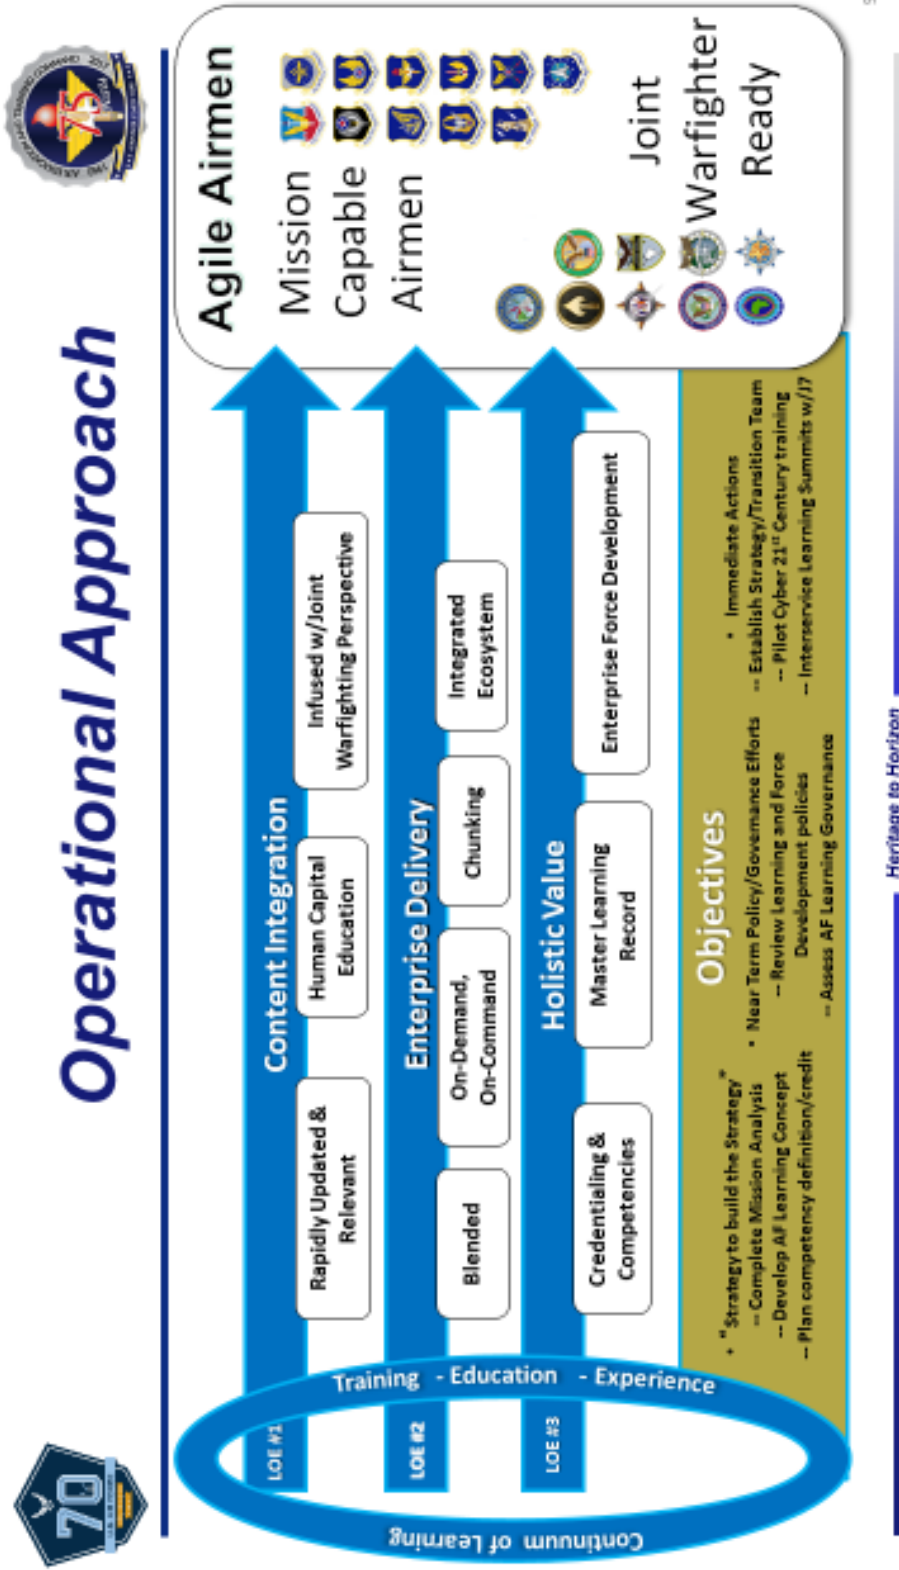 Operational Approach
70
75
Continuum of Learning
Training - Education - Experience
LOE #1
Content Integration
Rapidly Updated &
Relevant
Human Capital
Education
Infused w/Joint
Warfighting Perspective
LOE #2
Enterprise Delivery
Blended
On-Demand,
On-Command
Chunking
Integrated
Ecosystem
LOE #3
Holistic Value
Credentialing &
Competencies
Master Learning
Record
Enterprise Force Development
Agile Airmen
Mission
Capable
Airmen
Joint
Warfighter
Ready
Objectives
• "Strategy to build the Strategy"
-- Complete Mission Analysis
-- Develop AF Learning Concept
-- Plan competency definition/credit
• Near Term Policy/Governance Efforts
-- Review Learning and Force
Development policies
-- Assess AF Learning Governance
• Immediate Actions
-- Establish Strategy/Transition Team
-- Pilot Cyber 21st Century training
-- Interservice Learning Summits w/J7
Heritage to Horizon